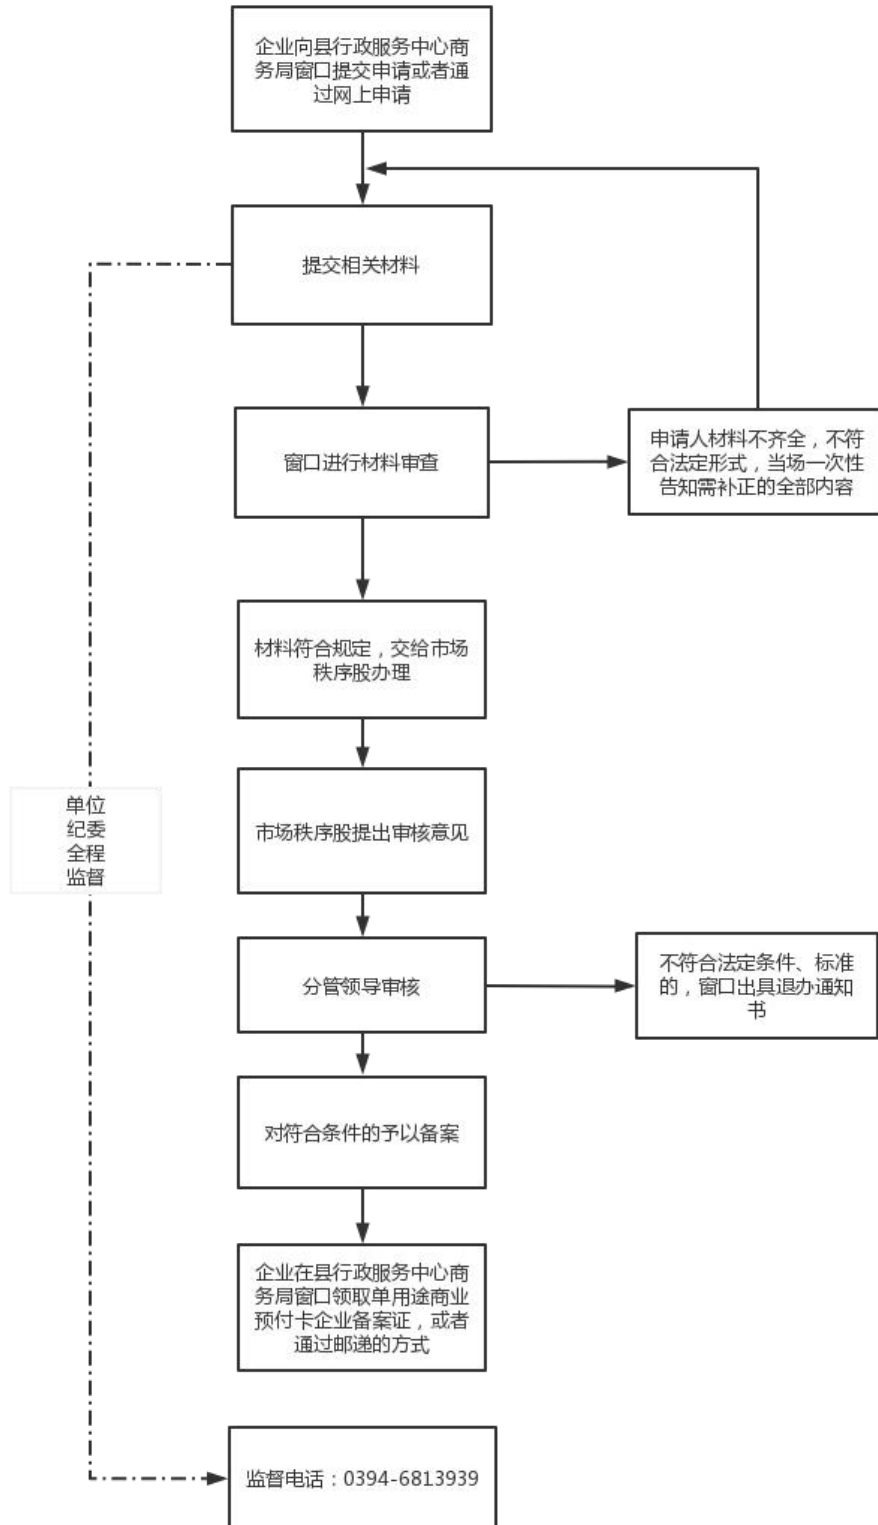 企业向县行政服务中心商
务局窗口提交申请或者通
过网上申请
提交相关材料
窗口进行材料审查
申请人材料不齐全，不符
合法定形式，当场一次性
告知需补正的全部内容
材料符合规定，交给市场
秩序股办理
单位
纪委
全程
监督
市场秩序股提出审核意见
分管领导审核
不符合法定条件、标准
的，窗口出具退办通知
书
对符合条件的予以备案
企业在县行政服务中心商
务局窗口领取单用途商业
预付卡企业备案证，或者
通过邮递的方式
监督电话：0394-6813939